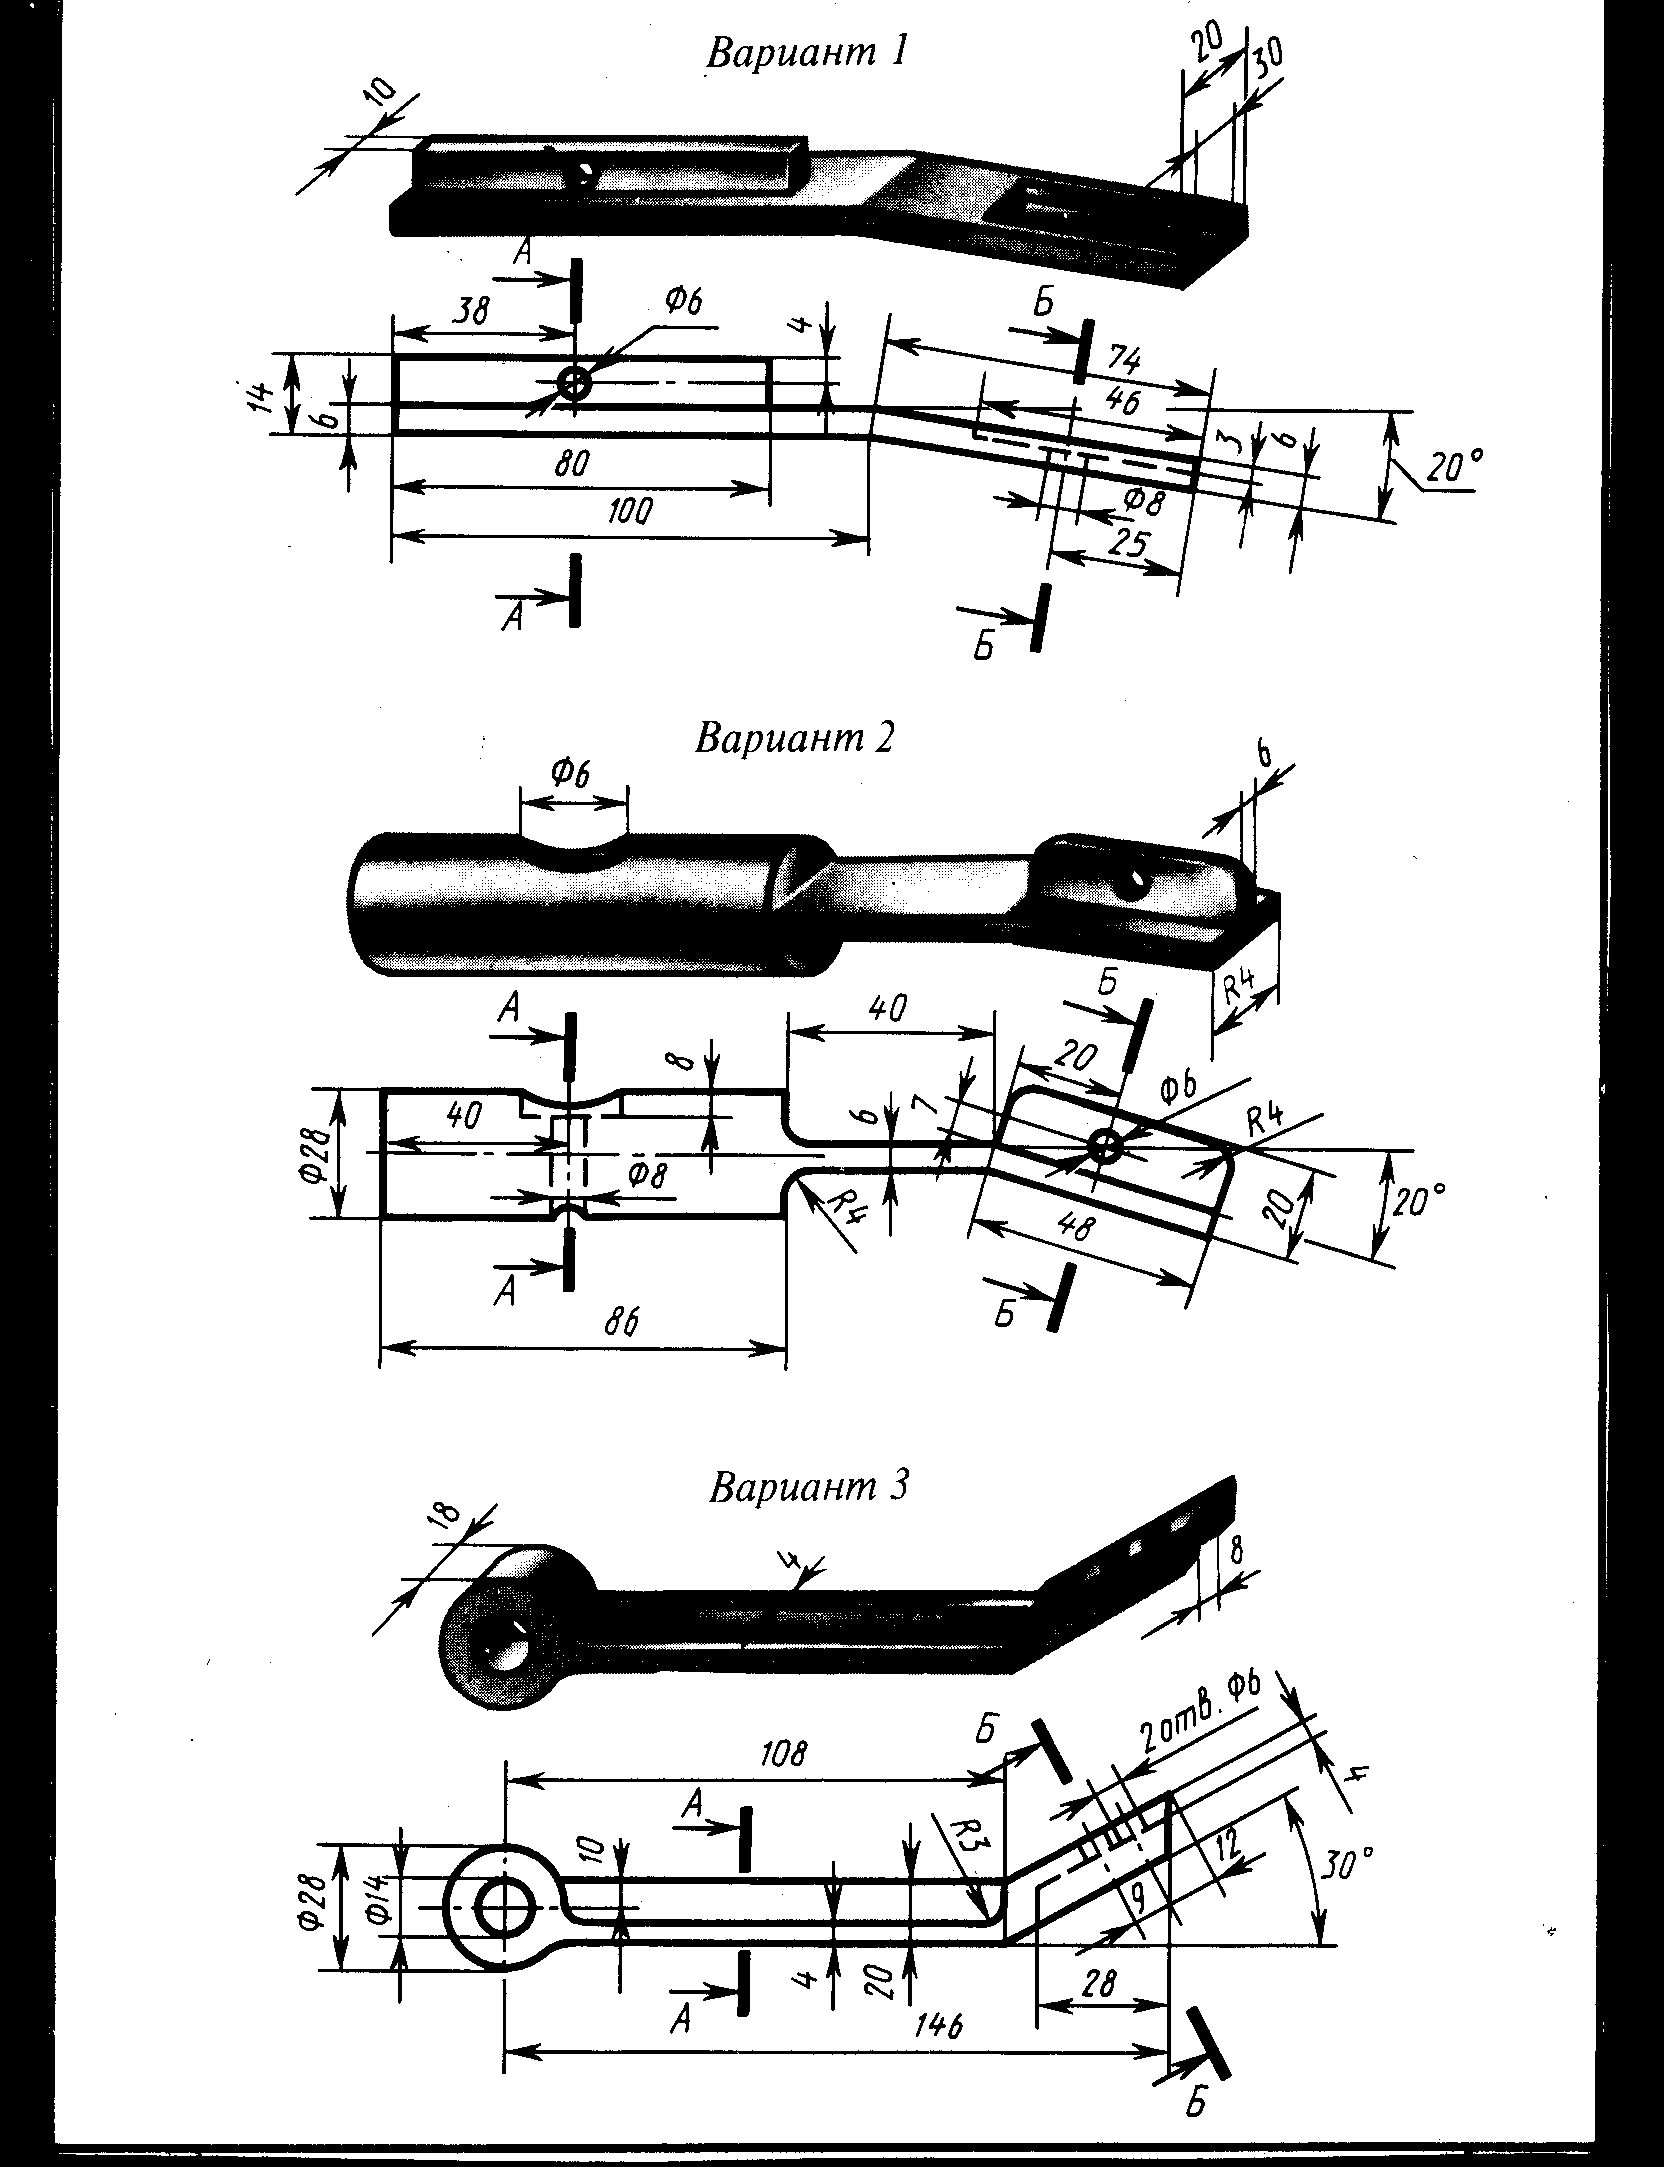 Вариант 1
20
30
10
А
38
Ф6
4
Б
74
46
14
6
3
6
20°
80
Ф8
100
25
А
Б
Вариант 2
6
Ф6
R4
А
40
Б
8
20
Ф6
40
6
7
R4
Ф28
Ф8
R4
20
20°
48
А
Б
86
Вариант 3
18
4
8
Б
2 отв. Ф6
108
4
А
10
R3
12
30°
Ф28
Ф14
9
4
20
28
А
146
Б